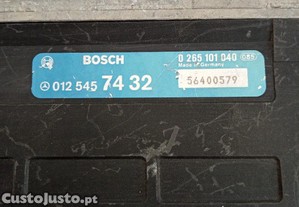 BOSCH
0 265 101 040
Made in Germany
012 545 74 32
56400579
CustoJusto.pt